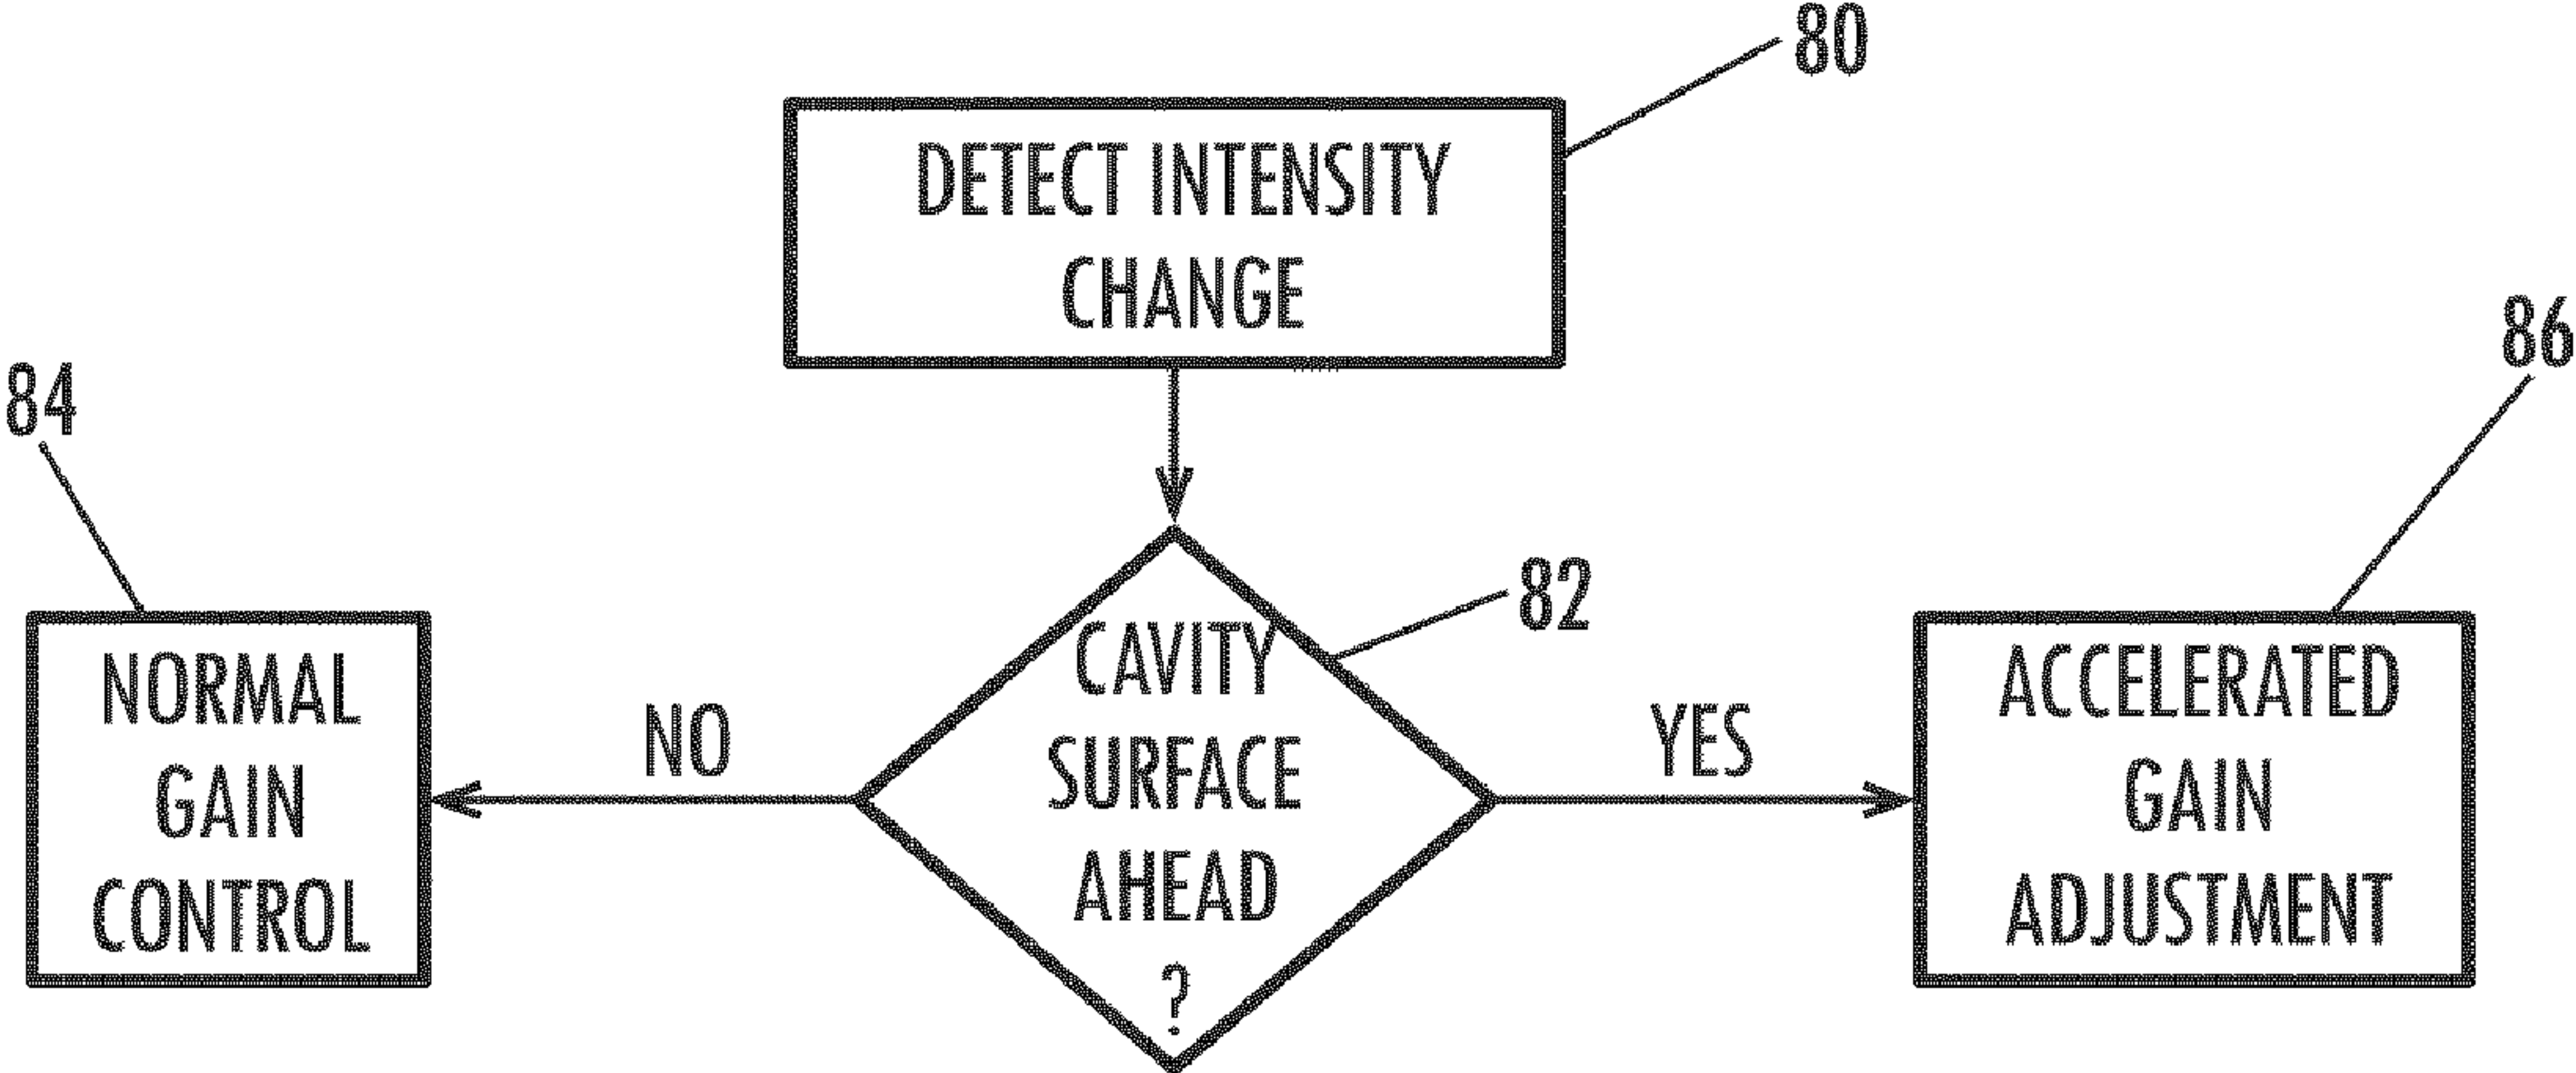 80
DETECT INTENSITY
CHANGE
86
84
82
CAVITY
SURFACE
AHEAD
?
NO
YES
NORMAL
GAIN
CONTROL
ACCELERATED
GAIN
ADJUSTMENT